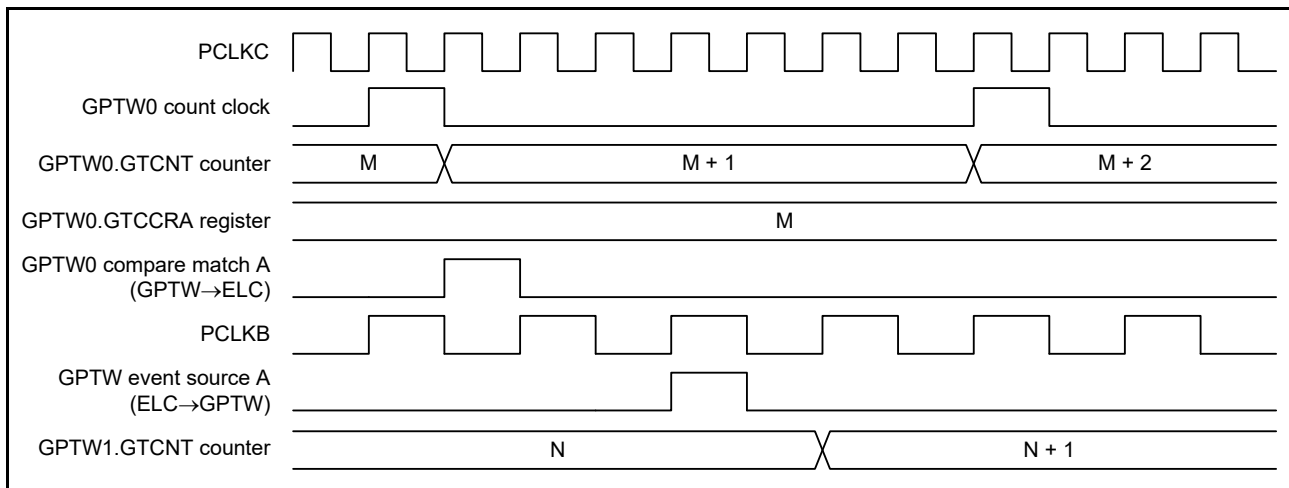 PCLKC
GPTW0 count clock
GPTW0.GTCNT counter
M
M + 1
M + 2
GPTW0.GTCCRA register
M
GPTW0 compare match A
(GPTW→ELC)
PCLKB
GPTW event source A
(ELC→GPTW)
GPTW1.GTCNT counter
N
N + 1